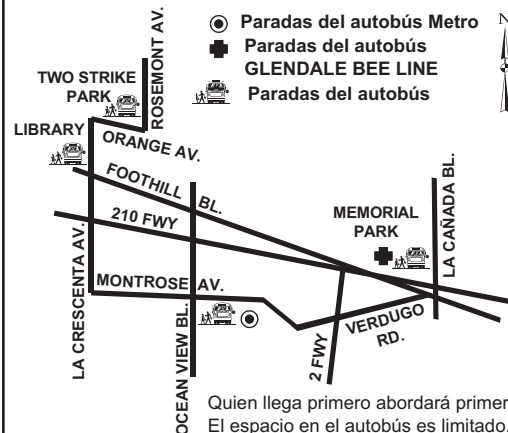 Paradas del autobús Metro
Paradas del autobús
GLENDALE BEE LINE
Paradas del autobús
N
TWO STRIKE
PARK
ROSEMONT AV.
LIBRARY
ORANGE AV.
FOOTHILL BL.
210 FWY
MEMORIAL
PARK
LA CAÑADA BL.
LA CRESCENTA AV.
MONTROSE AV.
OCEAN VIEW BL.
2 FWY
VERDUGO
RD.
Quien llega primero abordará primer
El espacio en el autobús es limitado.